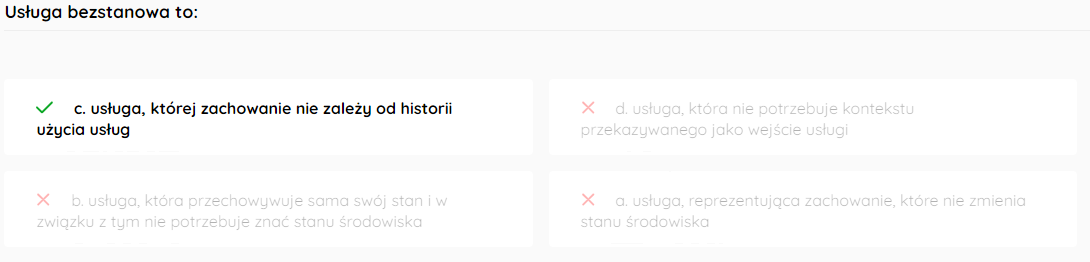 Usługa bezstanowa to:
c. usługa, której zachowanie nie zależy od historii
użycia usług
d. usługa, która nie potrzebuje kontekstu
przekazywanego jako wejście usługi
b. usługa, która przechowywuje sama swój stan i w
związku z tym nie potrzebuje znać stanu środowiska
a. usługa, reprezentująca zachowanie, które nie zmienia
stanu środowiska